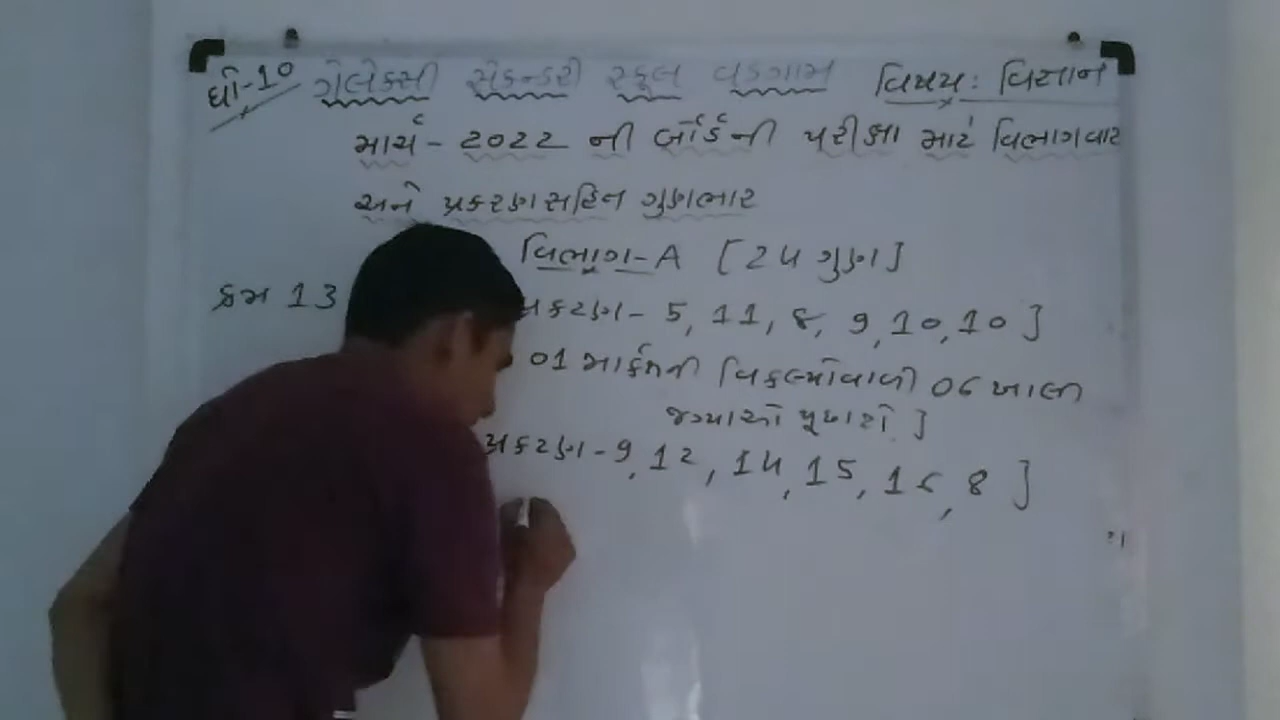 ધો-10 ગેલેક્સી સેકન્ડરી સ્કૂલ વડગામ વિષય: વિજ્ઞાન
માર્ચ - 2022 ની બોર્ડની પરીક્ષા માટે વિભાગવાર
અને પ્રકરણસહિત ગુણભાર
વિભાગ-A [24 ગુણ]
ક્રમ 13
પ્રકરણ - 5, 11, 8, 9, 10, 10]
01 માર્કની વિકલ્પોવાળી 06 ખાલી
જગ્યાઓ પૂરારો]
પ્રકરણ - 9, 12, 14, 15, 16, 8]